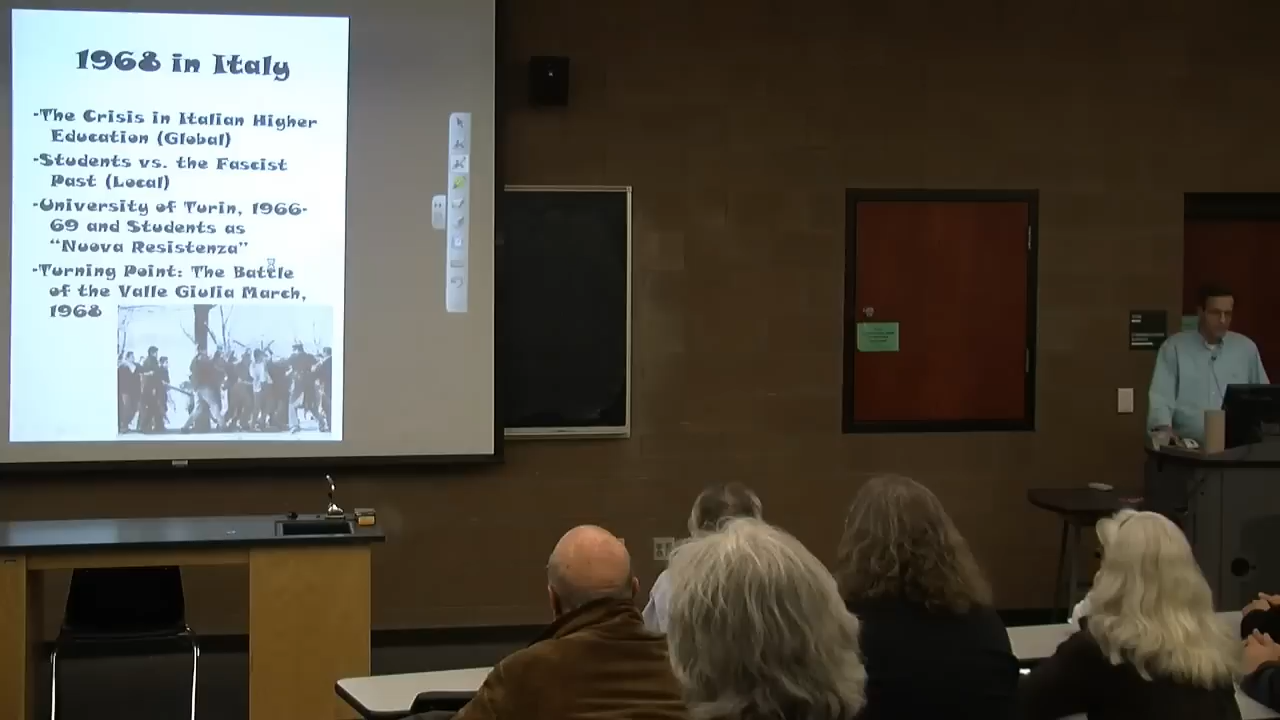 1968 in Italy
-The Crisis in Italian Higher
Education (Global)
-Students vs. the Fascist
Past (Local)
-University of Turin, 1966-
69 and Students as
"Nuova Resistenza"
-Turning Point: The Battle
of the Valle Giulia March,
1968